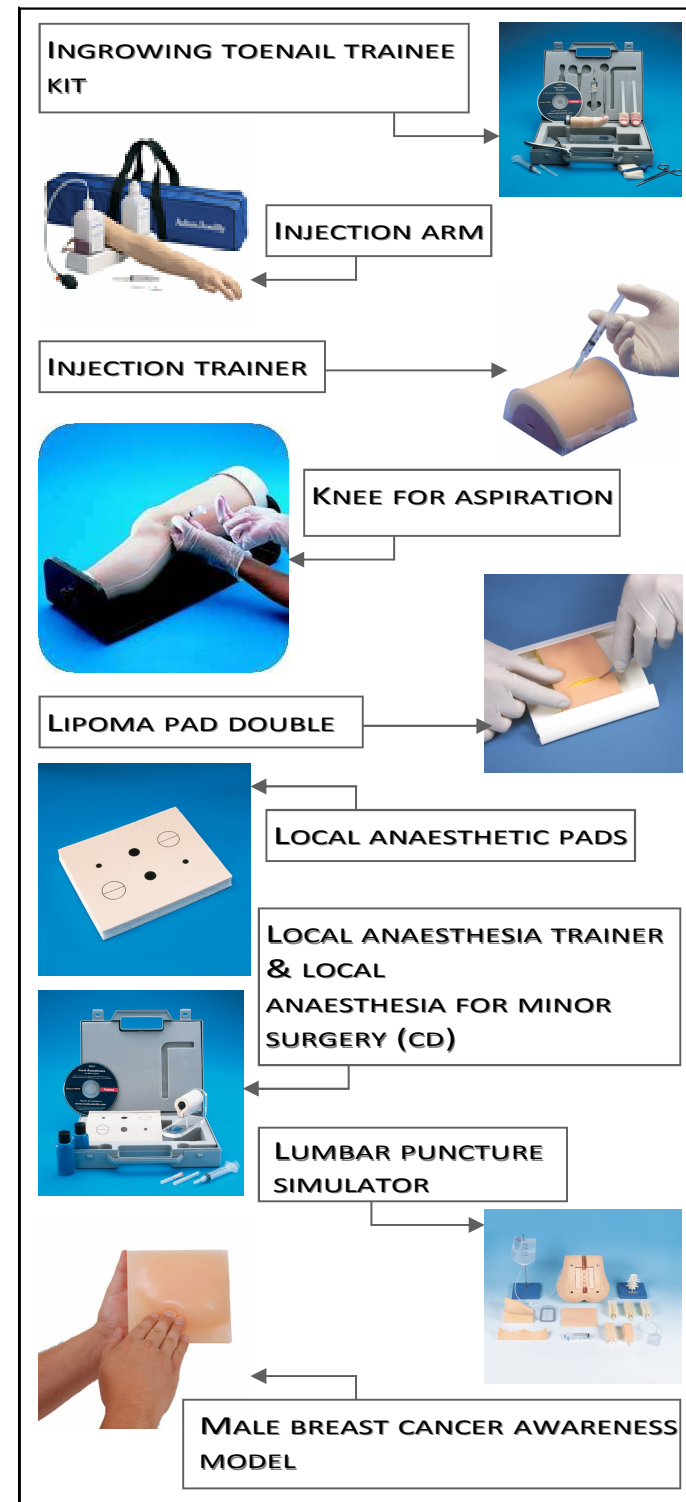 INGROWING TOENAIL TRAINEE
KIT
INJECTION ARM
INJECTION TRAINER
KNEE FOR ASPIRATION
LIPOMA PAD DOUBLE
LOCAL ANAESTHETIC PADS
LOCAL ANAESTHESIA TRAINER
& LOCAL
ANAESTHESIA FOR MINOR
SURGERY (CD)
LUMBAR PUNCTURE
SIMULATOR
MALE BREAST CANCER AWARENESS
MODEL